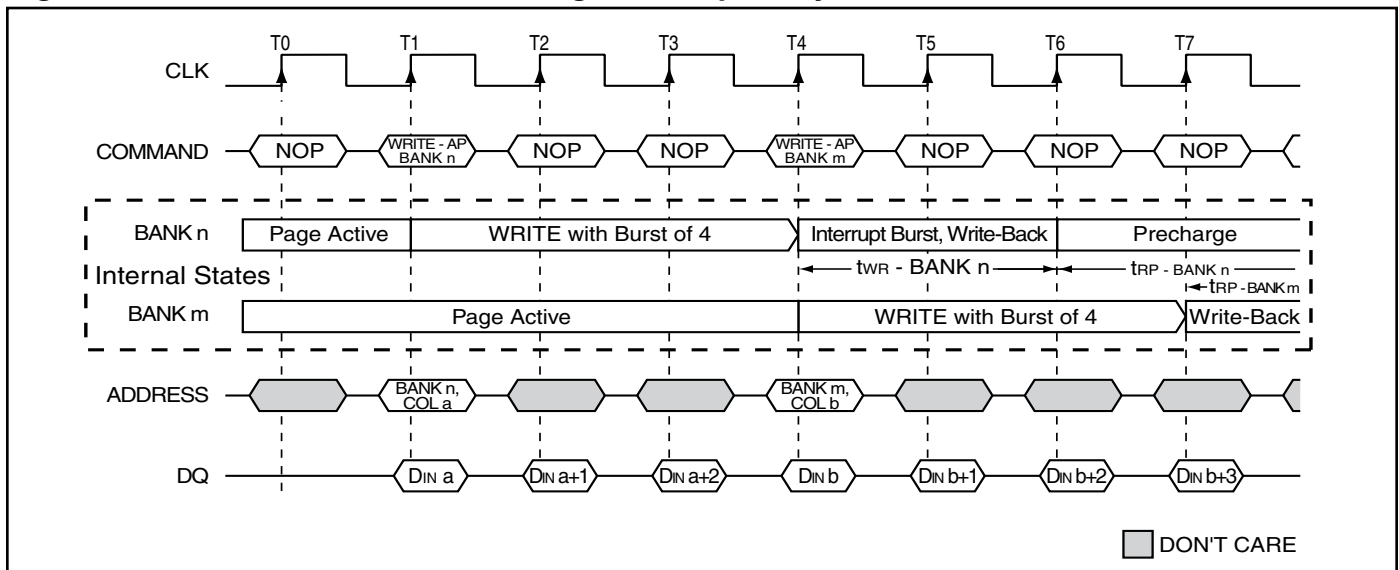 T0 T1 T2 T3 T4 T5 T6 T7
CLK
COMMAND NOP WRITE - AP BANK n NOP NOP WRITE - AP BANK m NOP NOP NOP
BANK n Page Active WRITE with Burst of 4 Interrupt Burst, Write-Back Precharge
Internal States tWR - BANK n tRP - BANK n
tRP - BANK m
BANK m Page Active WRITE with Burst of 4 Write-Back
ADDRESS BANK n, COL a BANK m, COL b
DQ DIN a DIN a+1 DIN a+2 DIN b DIN b+1 DIN b+2 DIN b+3
DON'T CARE